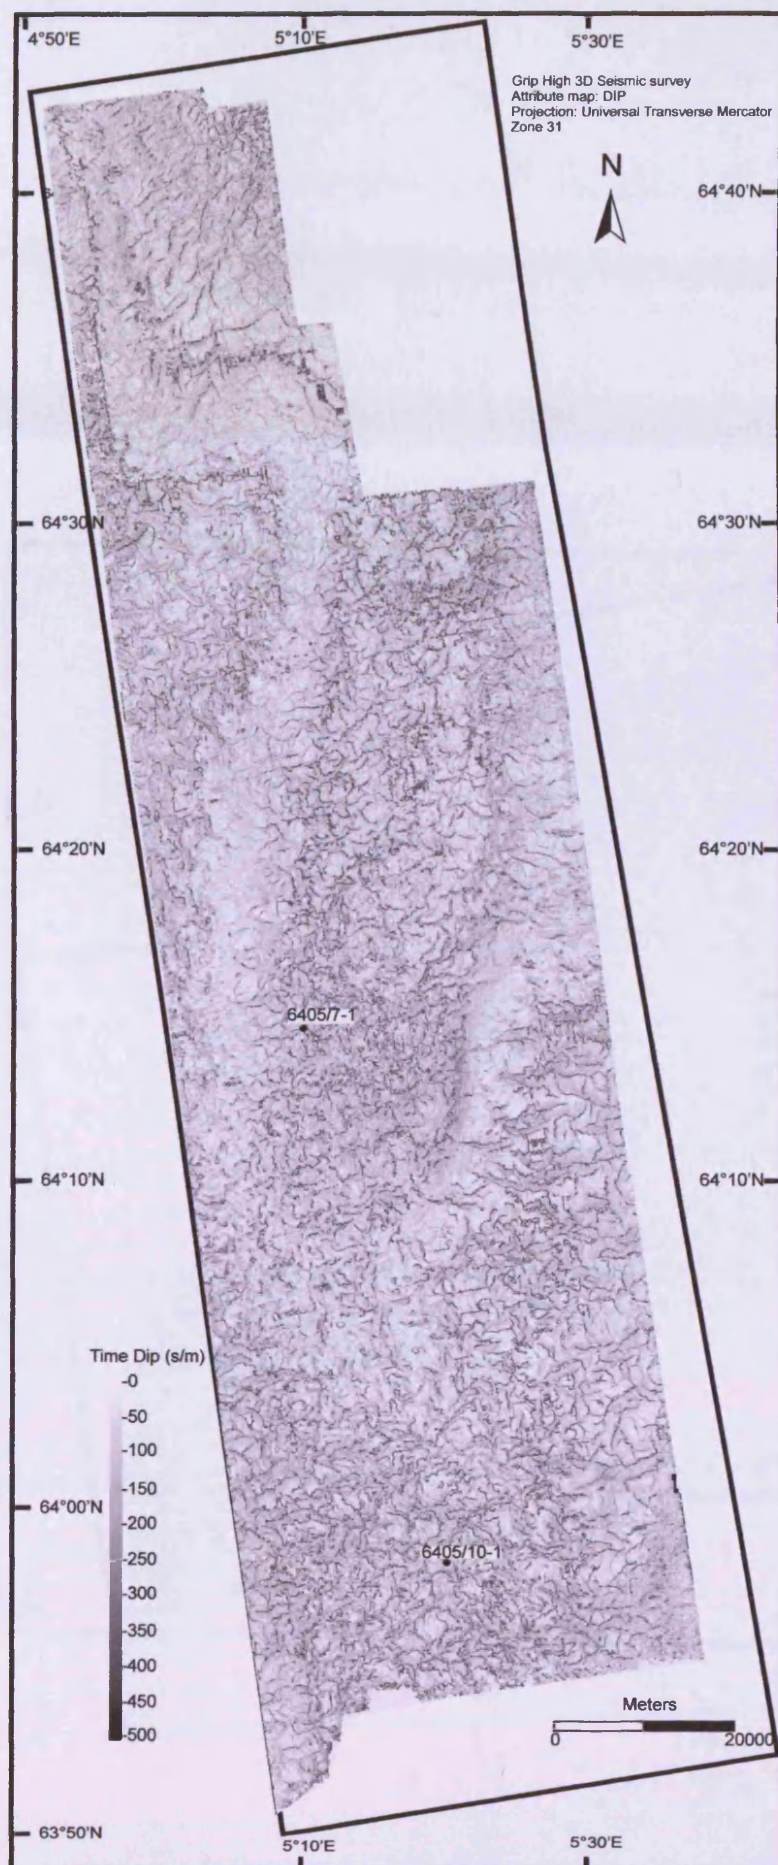 4°50'E 5°10'E 5°30'E
Grip High 3D Seismic survey
Attribute map: DIP
Projection: Universal Transverse Mercator
Zone 31
N
64°40'N
64°30'N 64°30'N
64°20'N 64°20'N
6405/7-1
64°10'N 64°10'N
Time Dip (s/m)
-0
-50
-100
-150
-200
-250
-300
-350
-400
-450
-500
64°00'N
6405/10-1
Meters
0 20000
63°50'N
5°10'E 5°30'E